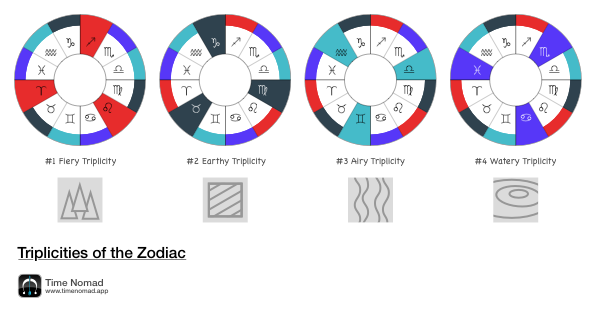 #1 Fiery Triplicity
#2 Earthy Triplicity
#3 Airy Triplicity
#4 Watery Triplicity
Triplicities of the Zodiac
Time Nomad
www.timenomad.app